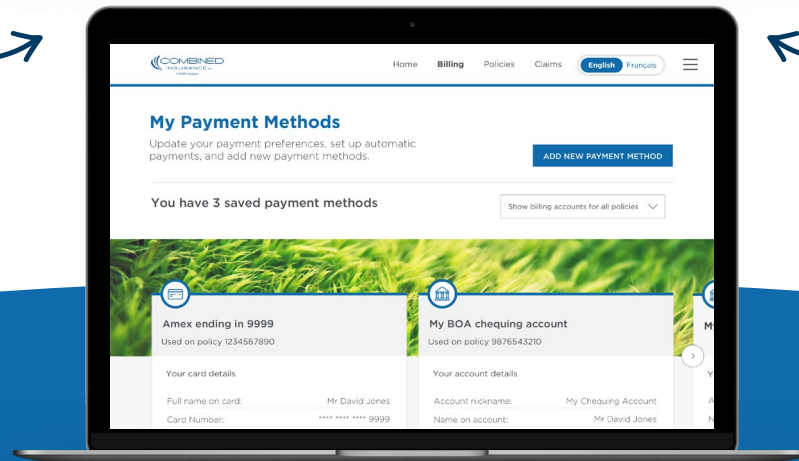 COMBINED
INSURANCE
Home Billing Policies Claims English Français
My Payment Methods
Update your payment preferences, set up automatic
payments, and add new payment methods.
ADD NEW PAYMENT METHOD
You have 3 saved payment methods
Show billing accounts for all policies
Amex ending in 9999
Used on policy 1234567890
Your card details
Full name on card: Mr David Jones
Card Number: **** **** **** 9999
My BOA chequing account
Used on policy 9876543210
Your account details
Account nickname: My Chequing Account
Name on account: Mr David Jones